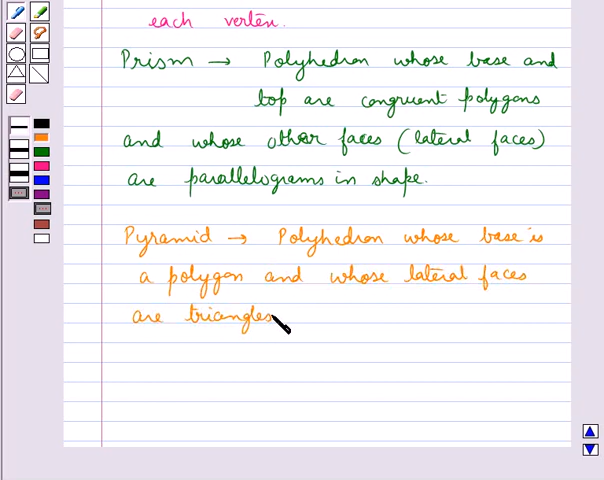 each vertex.
Prism → Polyhedron whose base and
top are congruent polygons
and whose other faces (lateral faces)
are parallelograms in shape.
Pyramid → Polyhedron whose base is
a polygon and whose lateral faces
are triangles